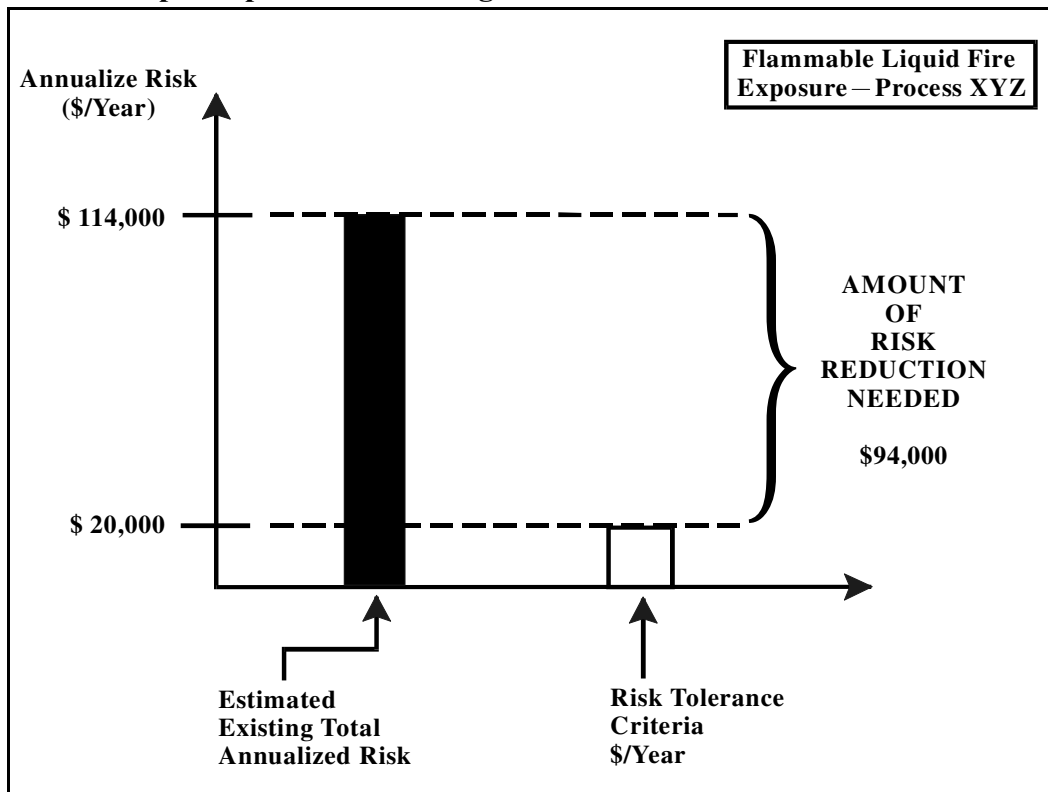 Flammable Liquid Fire
Exposure—Process XYZ
Annualize Risk
($/Year)
$ 114,000
AMOUNT
OF
RISK
REDUCTION
NEEDED
$94,000
$ 20,000
Estimated
Existing Total
Annualized Risk
Risk Tolerance
Criteria
$/Year